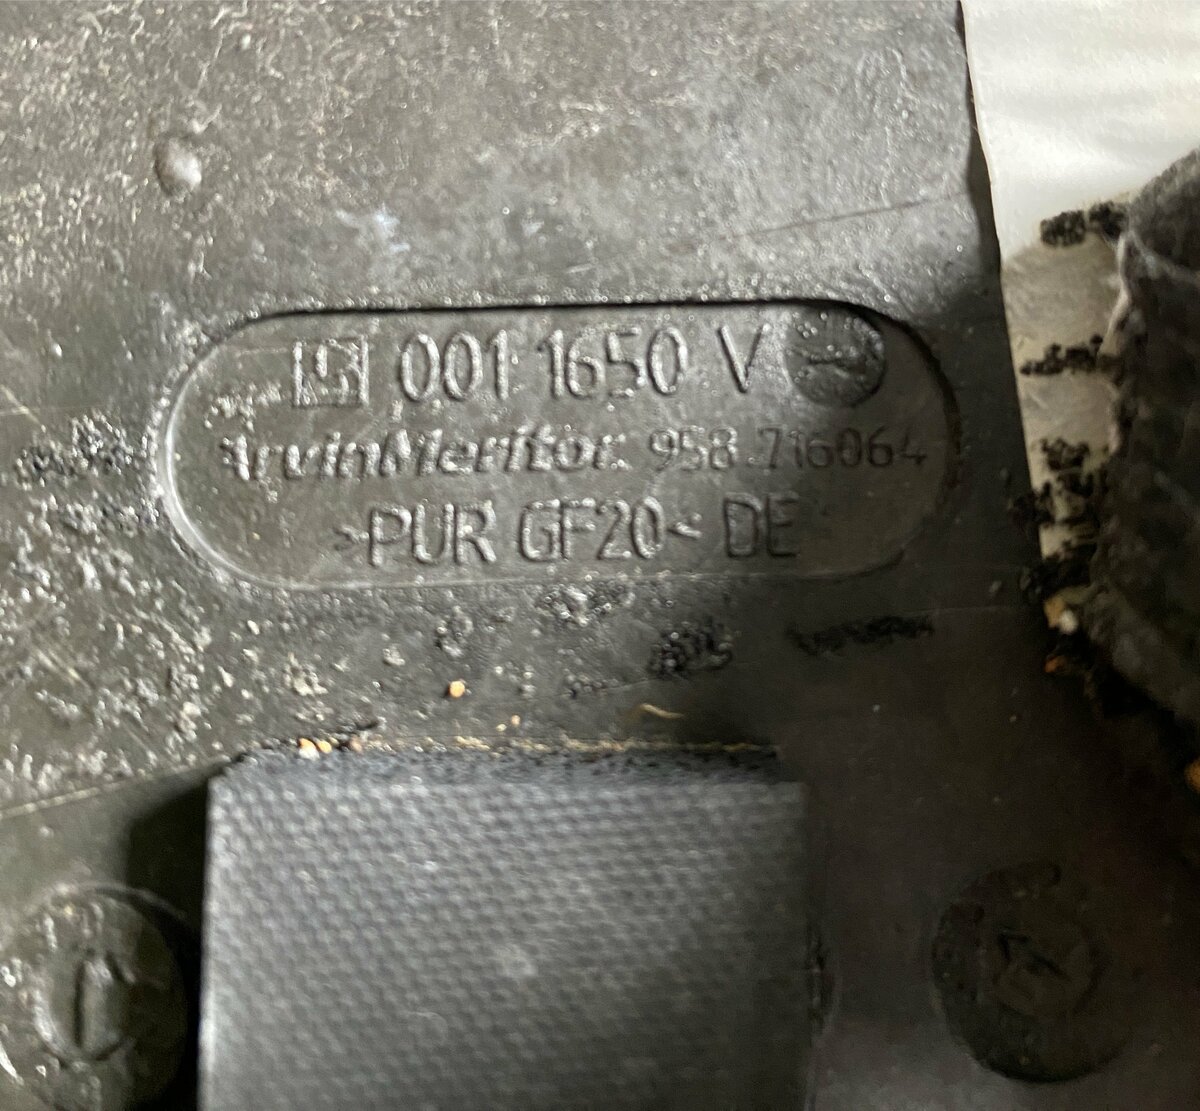 001 1650 V
ArvinMeritor 958 716064
>PUR GF20< DE